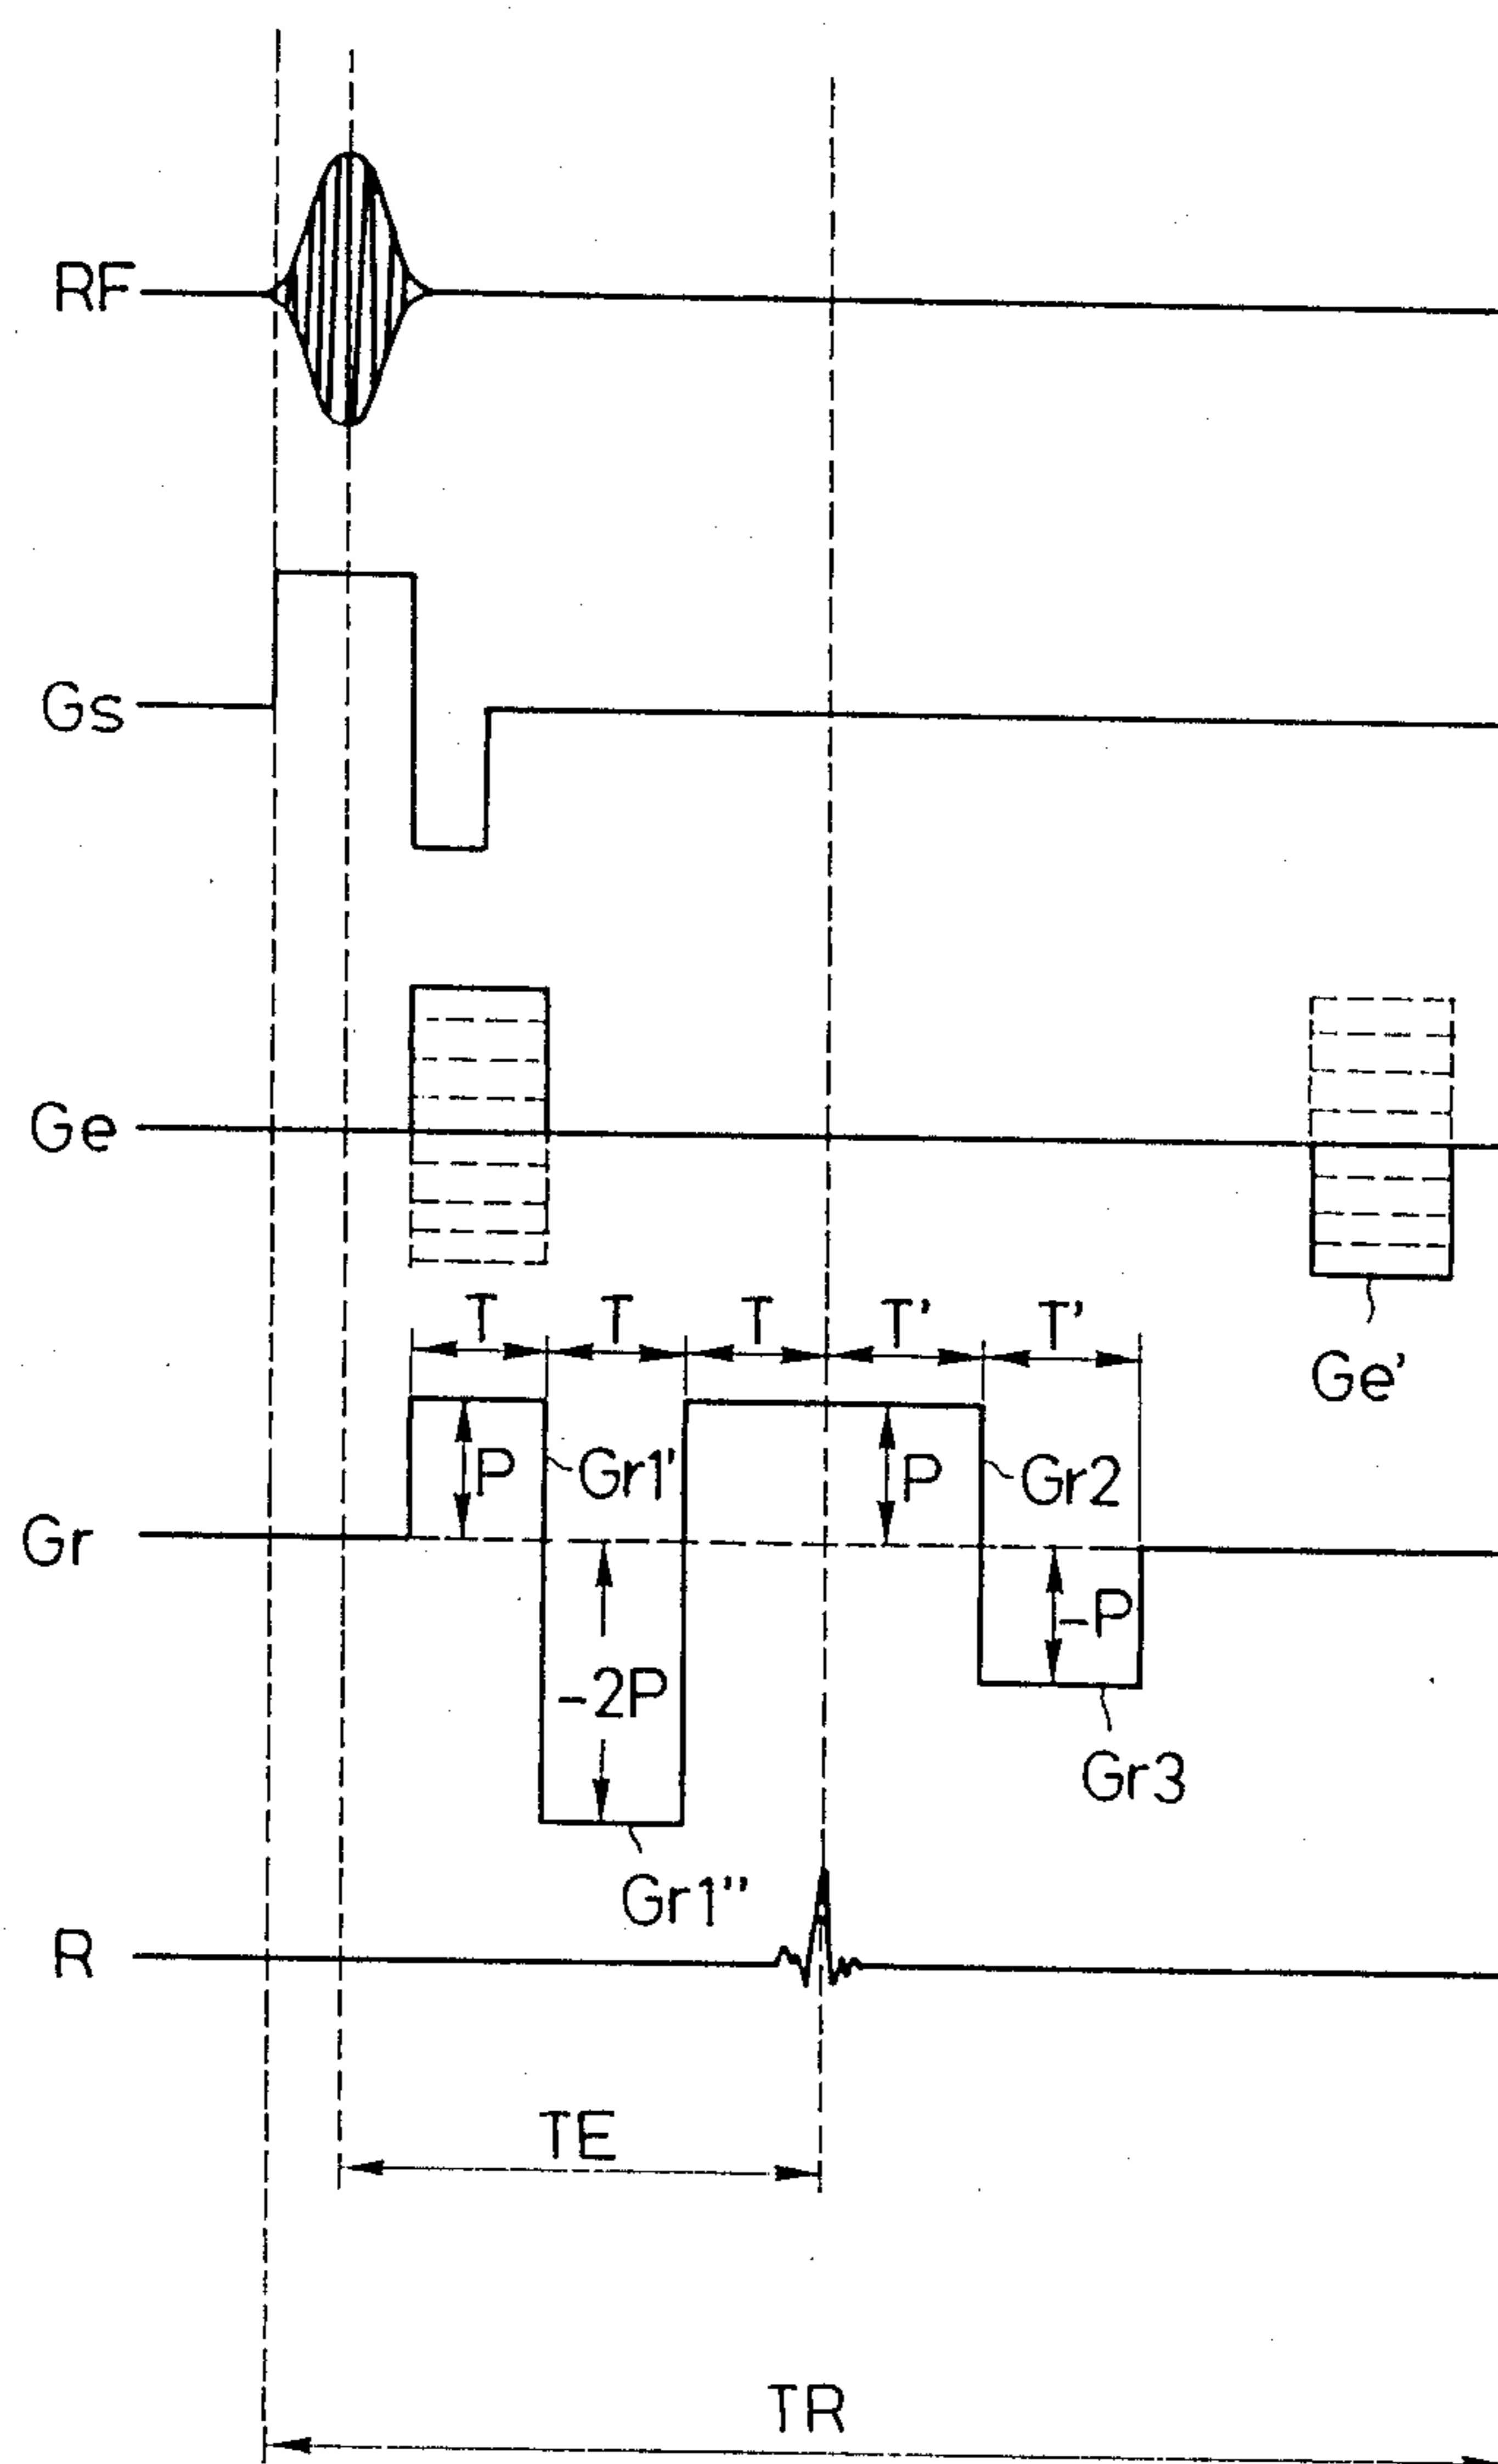 RF
Gs
Ge
T T T T' T'
Ge'
P Gr1' P Gr2
Gr
-P
-2P
Gr3
Gr1"
R
TE
TR